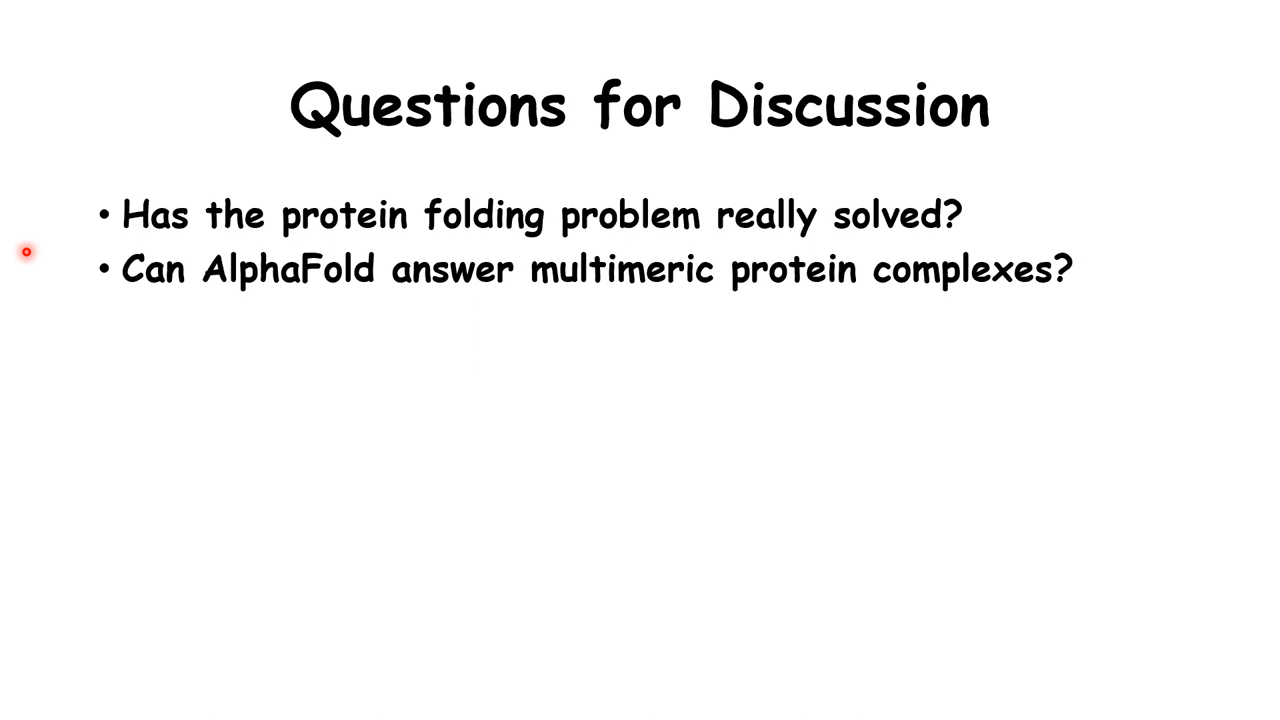 Questions for Discussion
• Has the protein folding problem really solved?
• Can AlphaFold answer multimeric protein complexes?